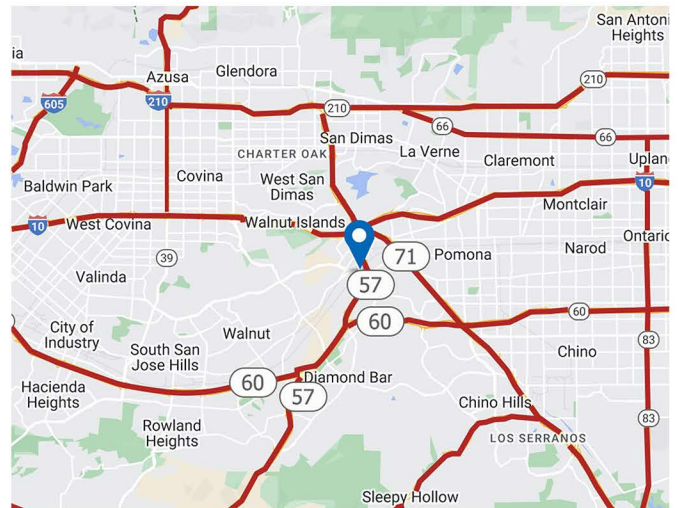 San Antoni
Heights
ia
Azusa
Glendora
210
605
210
210
66
66
San Dimas
La Verne
CHARTER OAK
Claremont
Uplan
Covina
West San
Dimas
10
Baldwin Park
Montclair
10
West Covina
Walnut Islands
Ontario
39
71
Pomona
Narod
Valinda
57
60
60
City of
Industry
Walnut
83
South San
Jose Hills
Chino
60
Diamond Bar
57
Hacienda
Heights
Chino Hills
83
Rowland
Heights
LOS SERRANOS
Sleepy Hollow